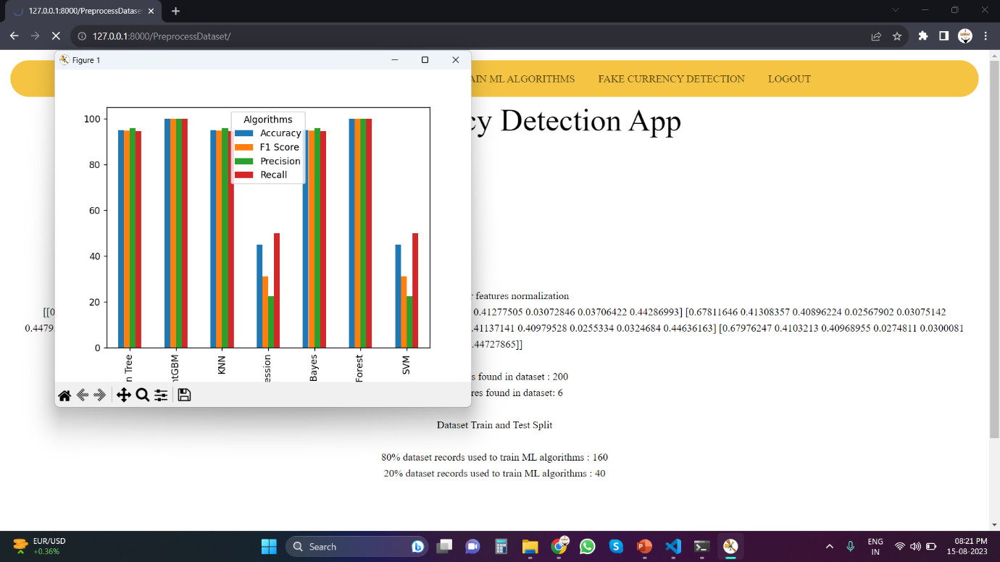 127.0.0.1:8000/PreprocessDatase
127.0.0.1:8000/PreprocessDataset/
Figure 1
AIN ML ALGORITHMS
FAKE CURRENCY DETECTION
LOGOUT
cy Detection App
Algorithms
Accuracy
F1 Score
Precision
Recall
100
80
60
40
20
0
n Tree
ntGBM
KNN
ession
Bayes
Forest
SVM
r features normalization
[[0 0.41277505 0.03072846 0.03706422 0.44286993] [0.67811646 0.41308357 0.40896224 0.02567902 0.03075142
0.4479 .41137141 0.40979528 0.0255334 0.0324684 0.44636163] [0.67976247 0.4103213 0.40968955 0.0274811 0.0300081
.44727865]]
s found in dataset : 200
res found in dataset: 6
Dataset Train and Test Split
80% dataset records used to train ML algorithms : 160
20% dataset records used to train ML algorithms : 40
EUR/USD
+0.36%
Search
ENG
IN
08:21 PM
15-08-2023